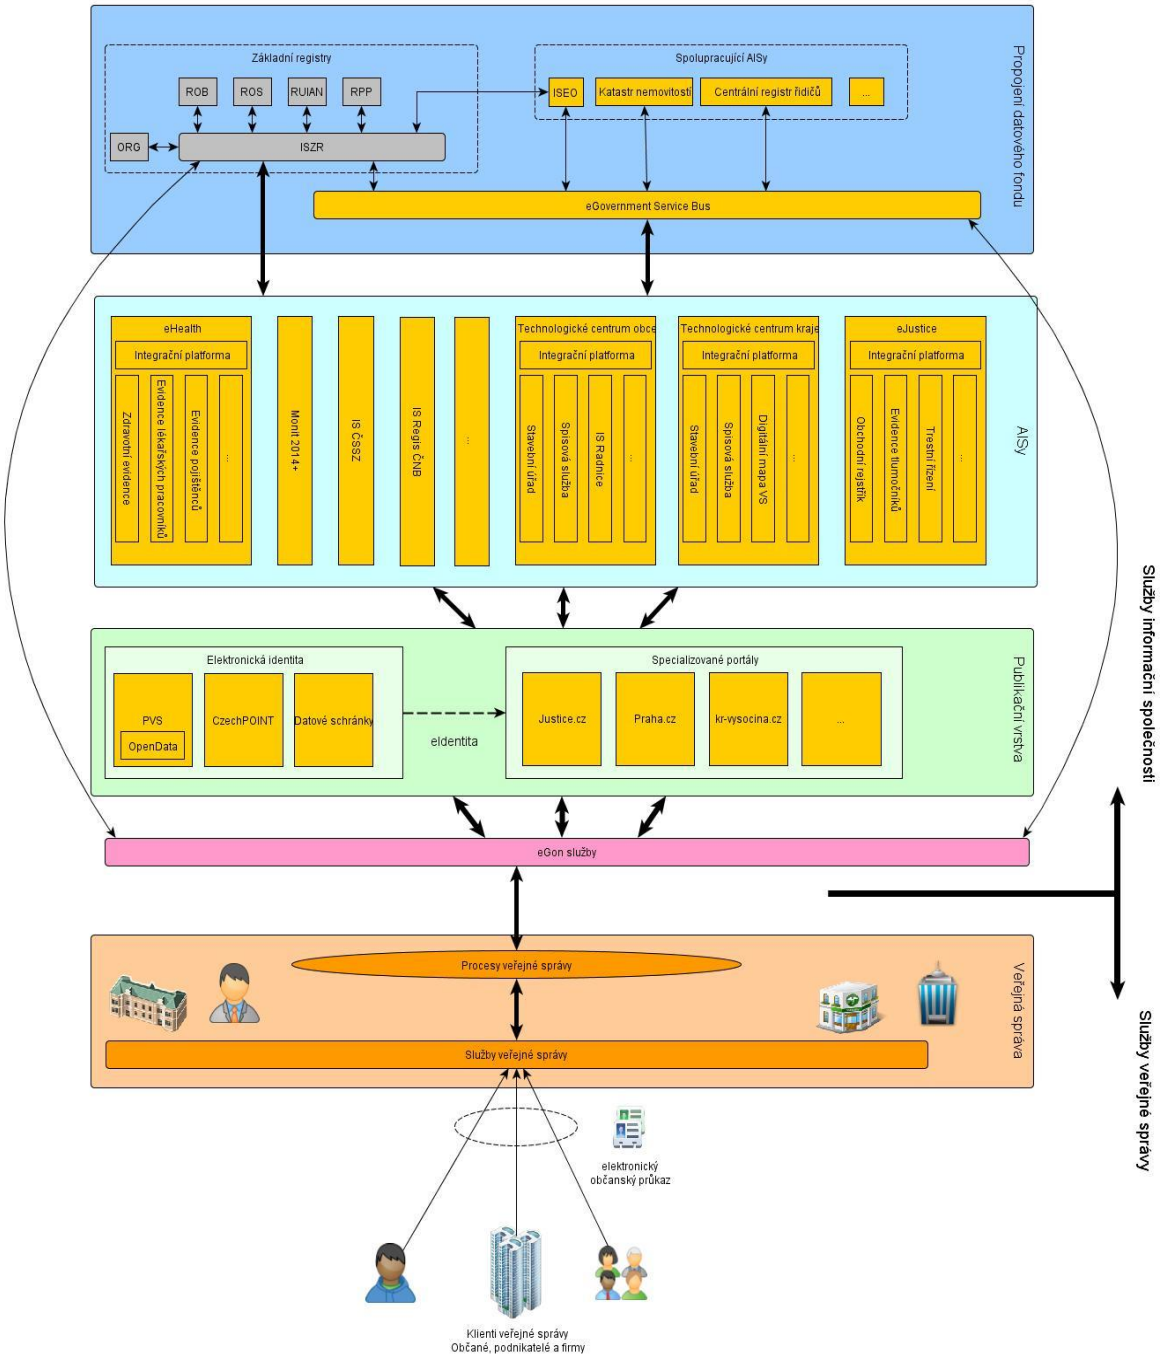 Propojení datového fondu
Základní registry
ROB
ROS
RUIAN
RPP
ORG
ISZR
Spolupracující AISy
ISEO
Katastr nemovitostí
Centrální registr řidičů
...
eGovernment Service Bus
AISy
eHealth
Integrační platforma
Zdravotní evidence
Evidence lékařských pracovníků
Evidence pojištěnců
...
Monit 2014+
IS ČSSZ
IS Regis ČNB
...
Technologické centrum obce
Integrační platforma
Stavební úřad
Spisová služba
IS Radnice
...
Technologické centrum kraje
Integrační platforma
Stavební úřad
Spisová služba
Digitální mapa VS
...
eJustice
Integrační platforma
Obchodní rejstřík
Evidence tlumočníků
Trestní řízení
...
Publikační vrstva
Elektronická identita
PVS
OpenData
CzechPOINT
Datové schránky
eIdentita
Specializované portály
Justice.cz
Praha.cz
kr-vysocina.cz
...
eGon služby
Služby informační společnosti
Služby veřejné správy
Veřejná správa
Procesy veřejné správy
Služby veřejné správy
elektronický
občanský průkaz
Klienti veřejné správy
Občané, podnikatelé a firmy